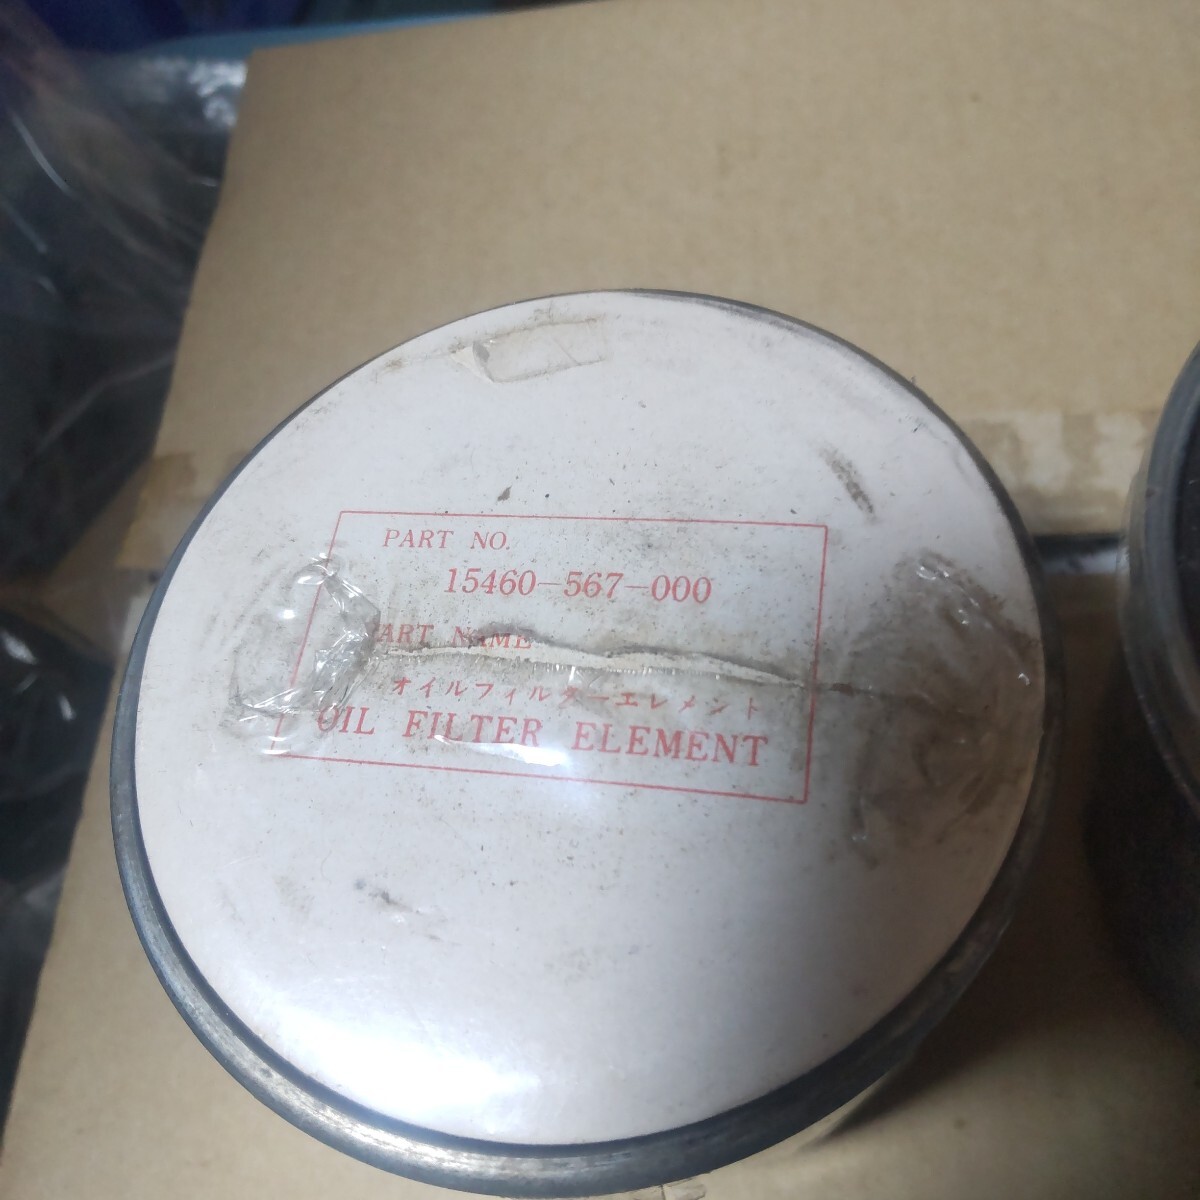 PART NO.
15460-567-000
PART NAME
オイルフィルターエレメント
OIL FILTER ELEMENT